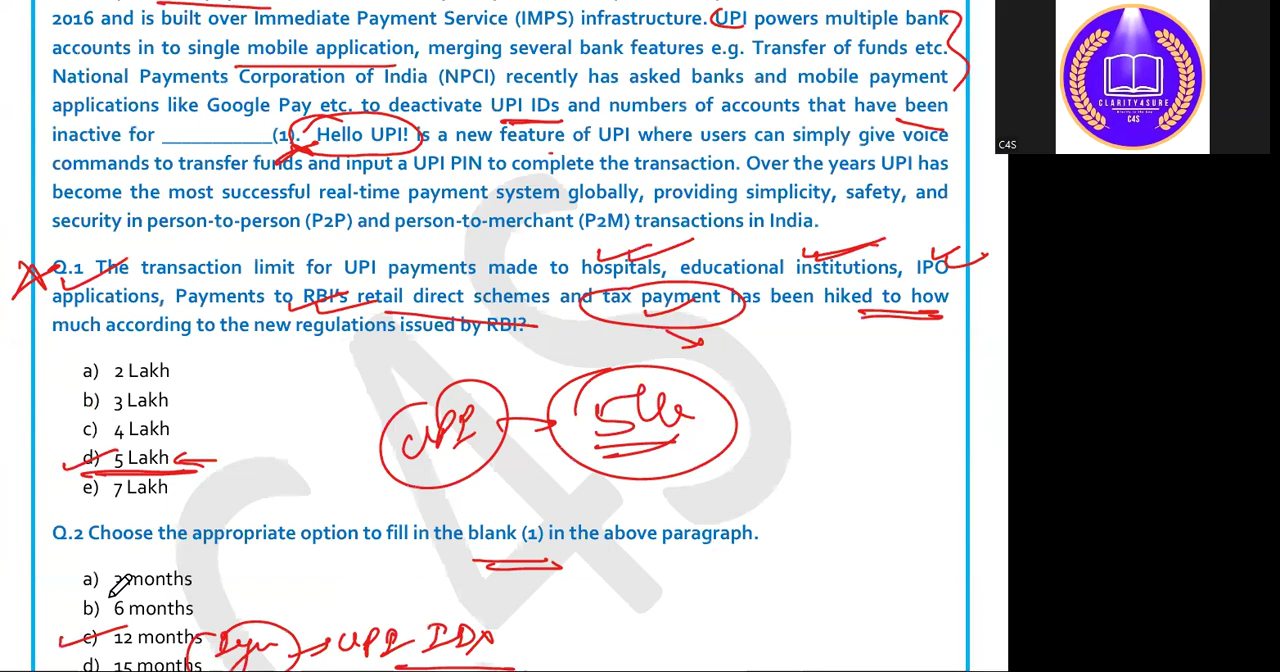 2016 and is built over Immediate Payment Service (IMPS) infrastructure. UPI powers multiple bank
accounts in to single mobile application, merging several bank features e.g. Transfer of funds etc.
National Payments Corporation of India (NPCI) recently has asked banks and mobile payment
applications like Google Pay etc. to deactivate UPI IDs and numbers of accounts that have been
inactive for ____________(1). 'Hello UPI! is a new feature of UPI where users can simply give voice
commands to transfer funds and input a UPI PIN to complete the transaction. Over the years UPI has
become the most successful real-time payment system globally, providing simplicity, safety, and
security in person-to-person (P2P) and person-to-merchant (P2M) transactions in India.
Q.1 The transaction limit for UPI payments made to hospitals, educational institutions, IPO
applications, Payments to RBI's retail direct schemes and tax payment has been hiked to how
much according to the new regulations issued by RBI?
a) 2 Lakh
b) 3 Lakh
c) 4 Lakh
d) 5 Lakh
e) 7 Lakh
UPI
Q.2 Choose the appropriate option to fill in the blank (1) in the above paragraph.
a) months
b) 6 months
c) 12 months
UPI IDs
d) 15 months
C4S
CLARITY4SURE
C4S
C4S